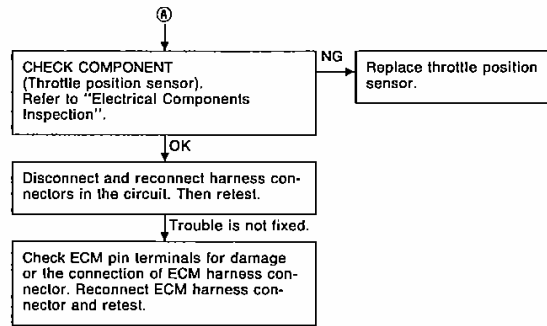 A
CHECK COMPONENT
(Throttle position sensor).
Refer to "Electrical Components
Inspection".
NG
Replace throttle position
sensor.
OK
Disconnect and reconnect harness con-
nectors in the circuit. Then retest.
Trouble is not fixed.
Check ECM pin terminals for damage
or the connection of ECM harness con-
nector. Reconnect ECM harness con-
nector and retest.